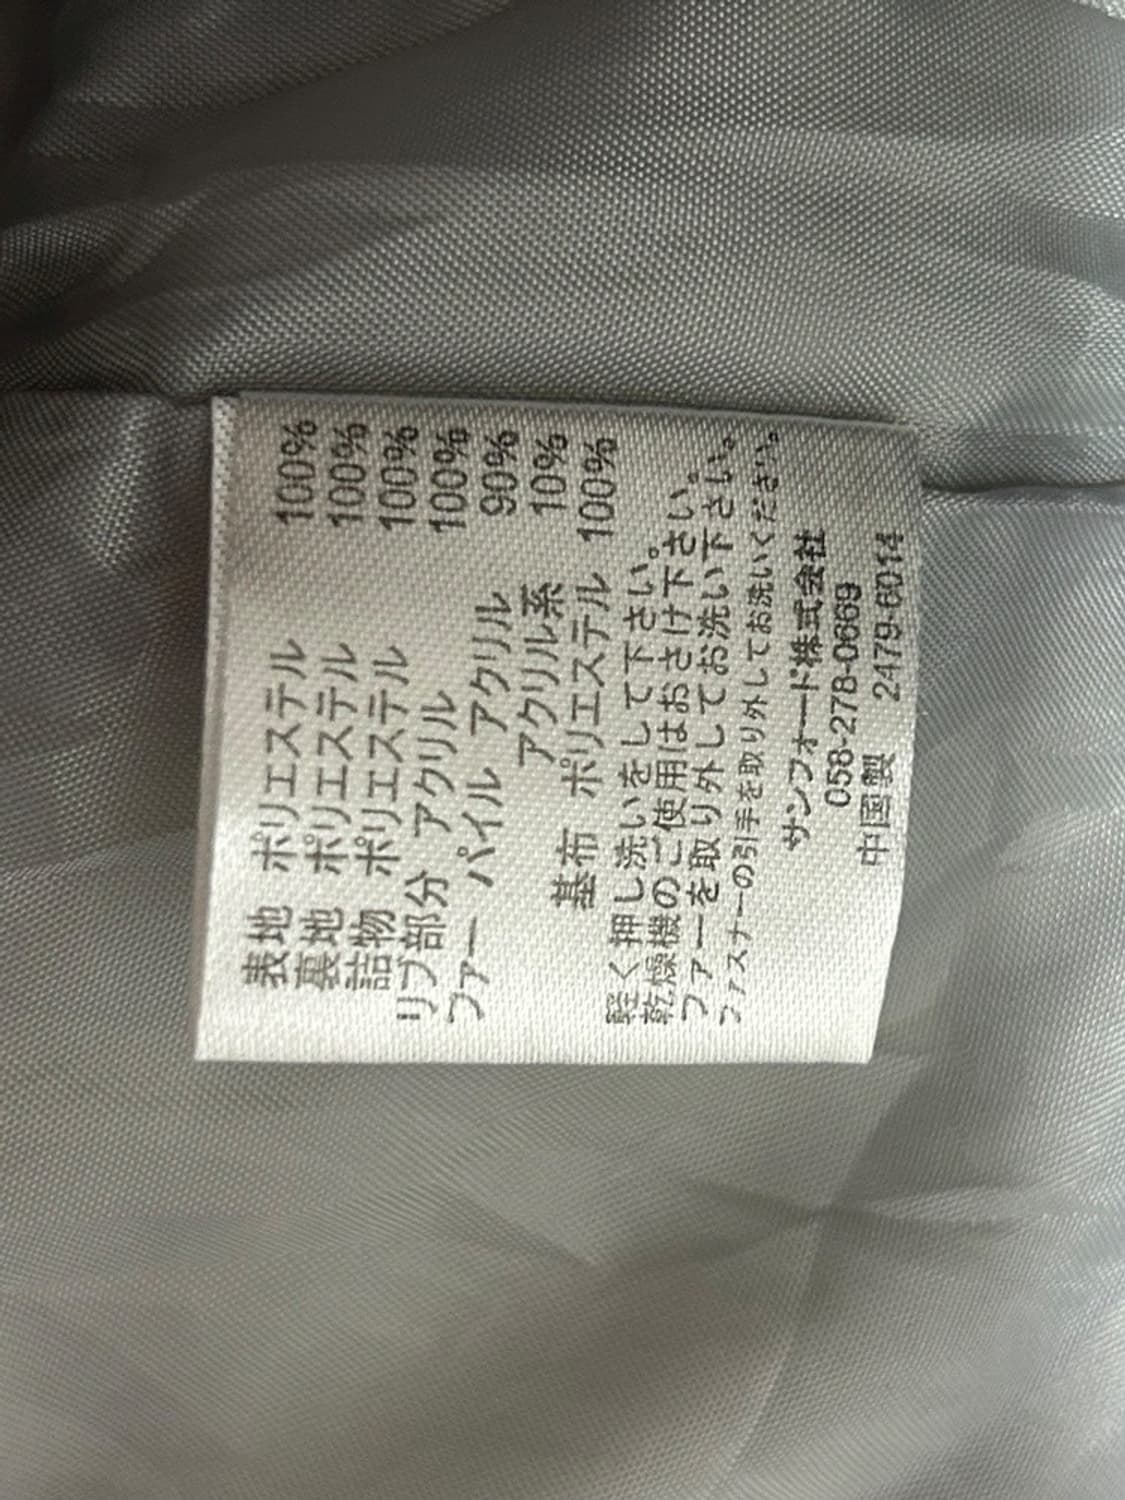 表地 ポリエステル 100%
裏地 ポリエステル 100%
詰物 ポリエステル 100%
リブ部分 アクリル 100%
ファー パイル アクリル 90%
アクリル系 10%
基布 ポリエステル 100%
軽く押し洗いをして下さい。
乾燥機のご使用はおさけ下さい。
ファーを取り外してお洗い下さい。
ファスナーの引手を取り外してお洗いください。
サンフォード株式会社
058-278-0669
中国製 2479-6014